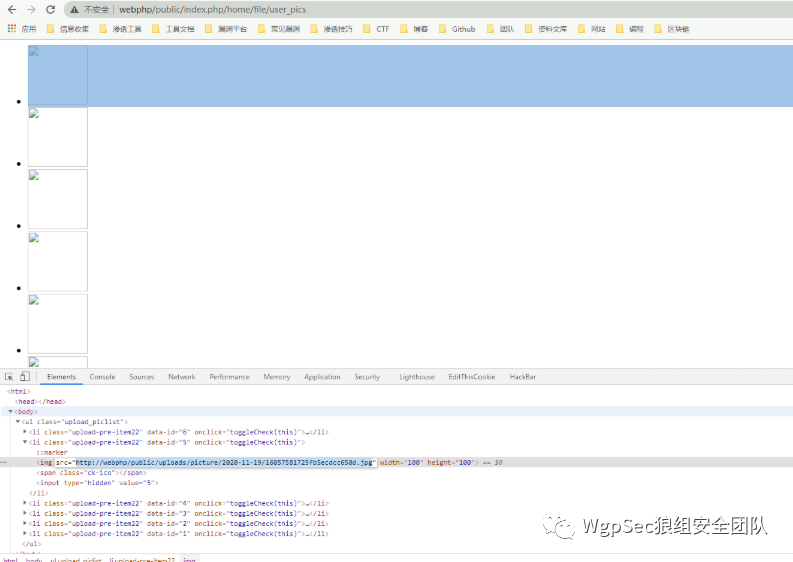 不安全 | webphp/public/index.php/home/file/user_pics
应用 信息收集 渗透工具 工具文档 漏洞平台 常见漏洞 渗透技巧 CTF 博客 Github 团队 资料文库 网站 编程 区块链
Elements Console Sources Network Performance Memory Application Security Lighthouse EditThisCookie HackBar
<html>
<head></head>
<body>
<ul class="upload_piclist">
<li class="upload-pre-item22" data-id="6" onclick="toggleCheck(this)">…</li>
<li class="upload-pre-item22" data-id="5" onclick="toggleCheck(this)">
::marker
<img src="http://webphp/public/uploads/picture/2020-11-19/16057581725fb5ecdcc650d.jpg" width="100" height="100"> == $0
<span class="ck-ico"></span>
<input type="hidden" value="5">
</li>
<li class="upload-pre-item22" data-id="4" onclick="toggleCheck(this)">…</li>
<li class="upload-pre-item22" data-id="3" onclick="toggleCheck(this)">…</li>
<li class="upload-pre-item22" data-id="2" onclick="toggleCheck(this)">…</li>
<li class="upload-pre-item22" data-id="1" onclick="toggleCheck(this)">…</li>
</ul>
WgpSec狼组安全团队
html body ul.upload_piclist li.upload-pre-item22 img